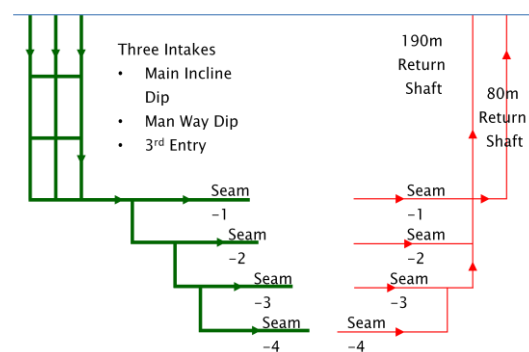 Three Intakes
• Main Incline
Dip
• Man Way Dip
• 3rd Entry
190m
Return
Shaft
80m
Return
Shaft
Seam
-1
Seam
-2
Seam
-3
Seam
-4
Seam
-1
Seam
-2
Seam
-3
Seam
-4